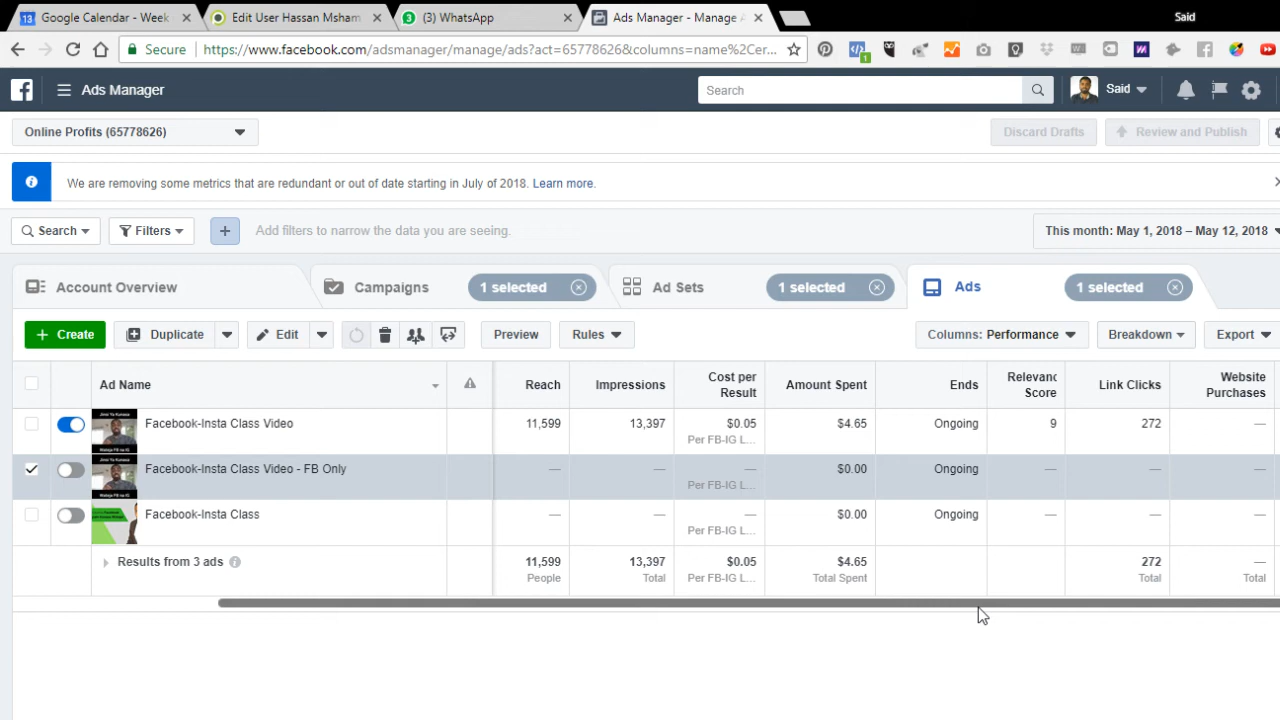 Google Calendar - Week
Edit User Hassan Msham
(3) WhatsApp
Ads Manager - Manage A
Said
Secure
https://www.facebook.com/adsmanager/manage/ads?act=65778626&columns=name%2Cer...
Ads Manager
Search
Said
Online Profits (65778626)
Discard Drafts
Review and Publish
We are removing some metrics that are redundant or out of date starting in July of 2018. Learn more.
Search
Filters
Add filters to narrow the data you are seeing.
This month: May 1, 2018 – May 12, 2018
Account Overview
Campaigns
1 selected
Ad Sets
1 selected
Ads
1 selected
+ Create
Duplicate
Edit
Preview
Rules
Columns: Performance
Breakdown
Export
Ad Name
Reach
Impressions
Cost per Result
Amount Spent
Ends
Relevanc Score
Link Clicks
Website Purchases
Facebook-Insta Class Video
11,599
13,397
$0.05
Per FB-IG L...
$4.65
Ongoing
9
272
—
Facebook-Insta Class Video - FB Only
—
—
—
Per FB-IG L...
$0.00
Ongoing
—
—
—
Facebook-Insta Class
—
—
—
Per FB-IG L...
$0.00
Ongoing
—
—
—
Results from 3 ads
11,599
People
13,397
Total
$0.05
Per FB-IG L...
$4.65
Total Spent
272
Total
—
Total